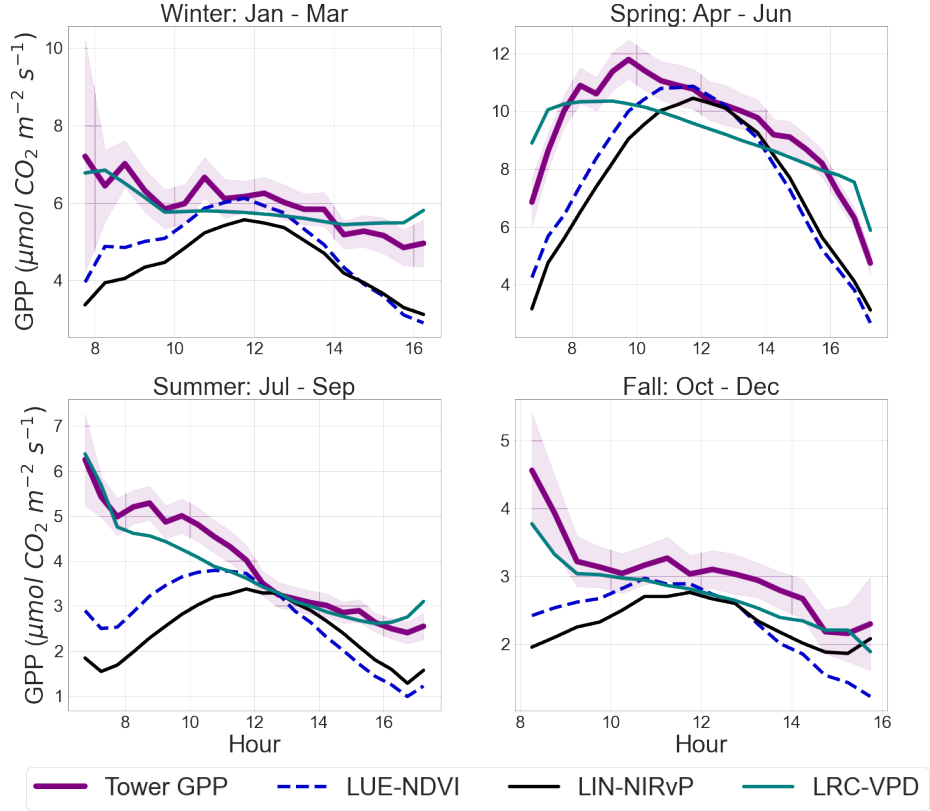 Winter: Jan - Mar
Spring: Apr - Jun
GPP (μmol CO₂ m⁻² s⁻¹)
10
8
6
4
8 10 12 14 16
12
10
8
6
4
8 10 12 14 16
Summer: Jul - Sep
Fall: Oct - Dec
GPP (μmol CO₂ m⁻² s⁻¹)
7
6
5
4
3
2
1
8 10 12 14 16
Hour
5
4
3
2
8 10 12 14 16
Hour
Tower GPP LUE-NDVI LIN-NIRvP LRC-VPD